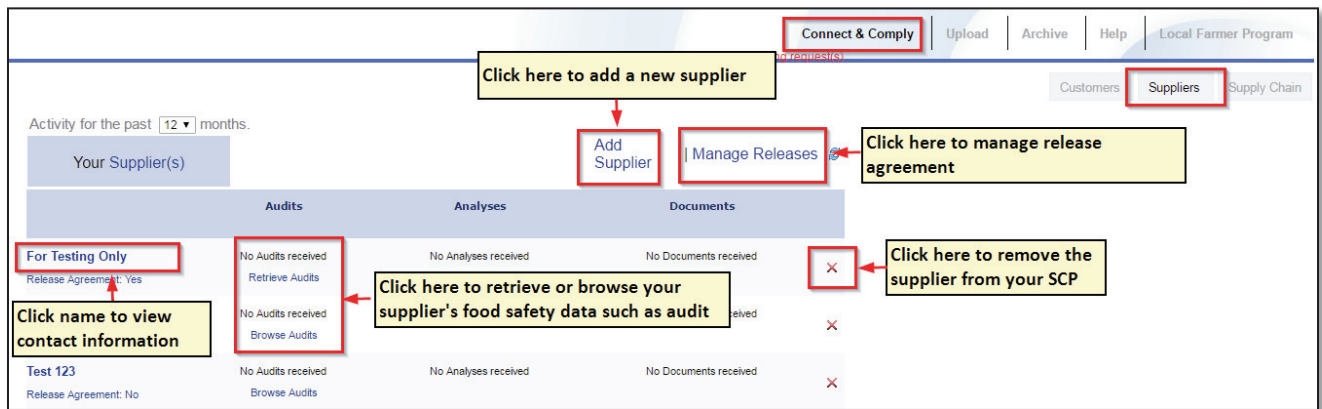 Connect & Comply | Upload | Archive | Help | Local Farmer Program
request(s)
Click here to add a new supplier
Customers Suppliers Supply Chain
Activity for the past 12 months.
Your Supplier(s)
Add
Supplier
| Manage Releases
Click here to manage release
agreement
Audits Analyses Documents
For Testing Only
Release Agreement: Yes
No Audits received
Retrieve Audits
No Analyses received
No Documents received
Click here to remove the
supplier from your SCP
Click here to retrieve or browse your
supplier's food safety data such as audit
Click name to view
contact information
No Audits received
Browse Audits
Test 123
Release Agreement: No
No Audits received
Browse Audits
No Analyses received
No Documents received